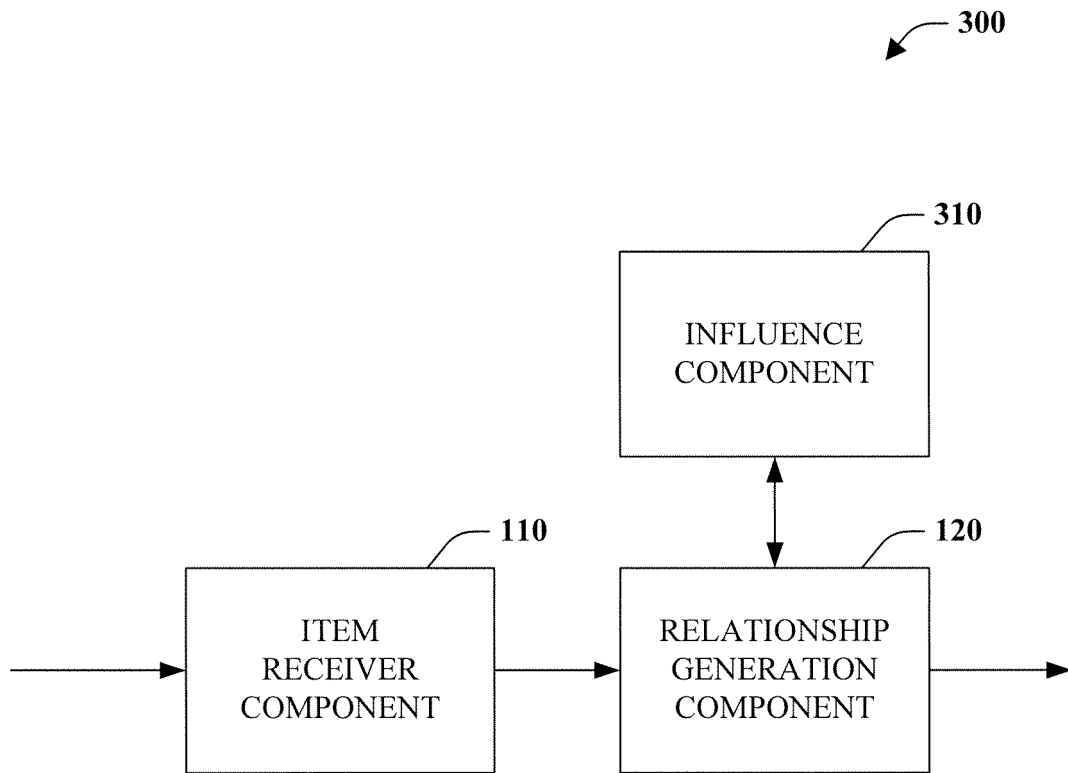 300
310
INFLUENCE
COMPONENT
110
120
ITEM
RECEIVER
COMPONENT
RELATIONSHIP
GENERATION
COMPONENT